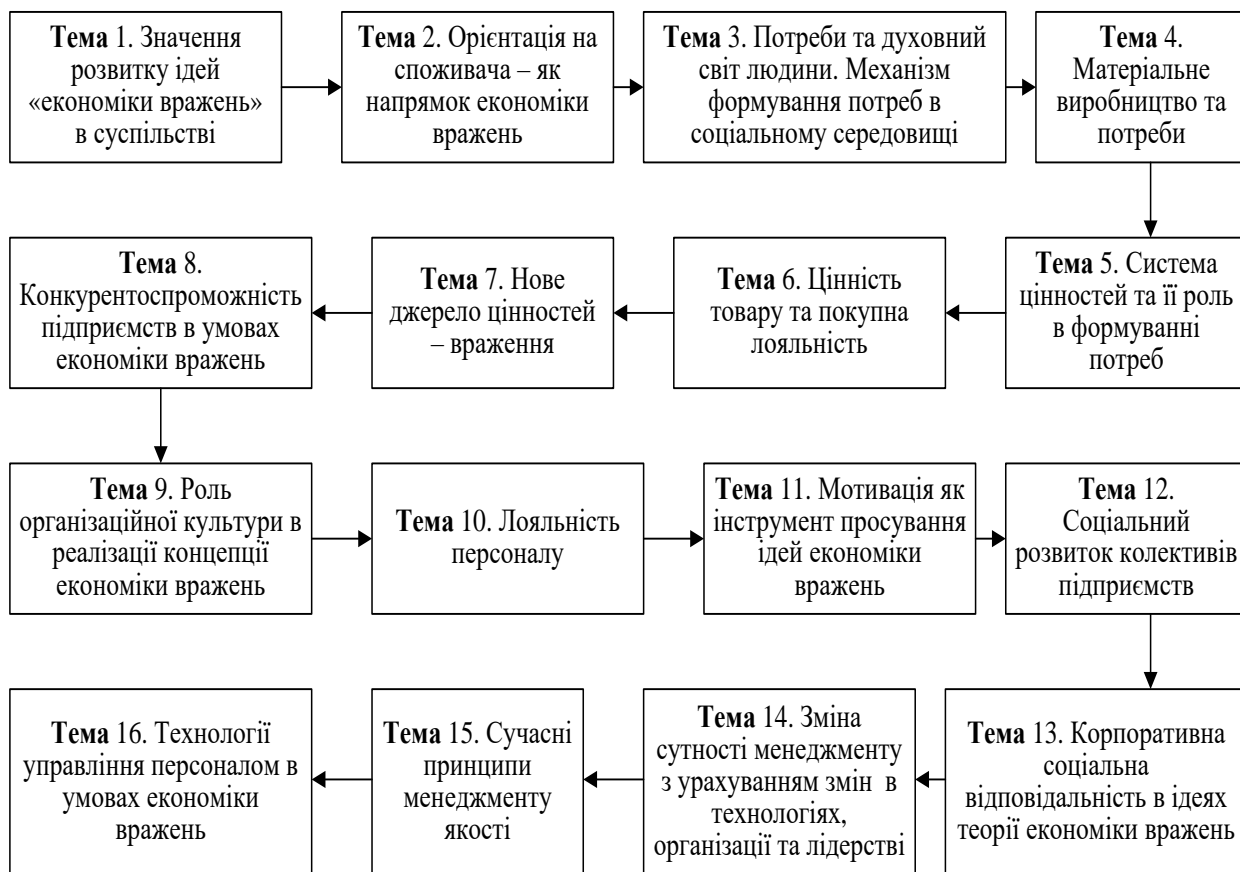 Тема 1. Значення
розвитку ідей
«економіки вражень»
в суспільстві
Тема 2. Орієнтація на
споживача – як
напрямок економіки
вражень
Тема 3. Потреби та духовний
світ людини. Механізм
формування потреб в
соціальному середовищі
Тема 4.
Матеріальне
виробництво та
потреби
Тема 5. Система
цінностей та її роль
в формуванні
потреб
Тема 6. Цінність
товару та покупна
лояльність
Тема 7. Нове
джерело цінностей
– враження
Тема 8.
Конкурентоспроможність
підприємств в умовах
економіки вражень
Тема 9. Роль
організаційної культури в
реалізації концепції
економіки вражень
Тема 10. Лояльність
персоналу
Тема 11. Мотивація як
інструмент просування
ідей економіки
вражень
Тема 12.
Соціальний
розвиток колективів
підприємств
Тема 13. Корпоративна
соціальна
відповідальність в ідеях
теорії економіки вражень
Тема 14. Зміна
сутності менеджменту
з урахуванням змін в
технологіях,
організації та лідерстві
Тема 15. Сучасні
принципи
менеджменту
якості
Тема 16. Технології
управління персоналом в
умовах економіки
вражень